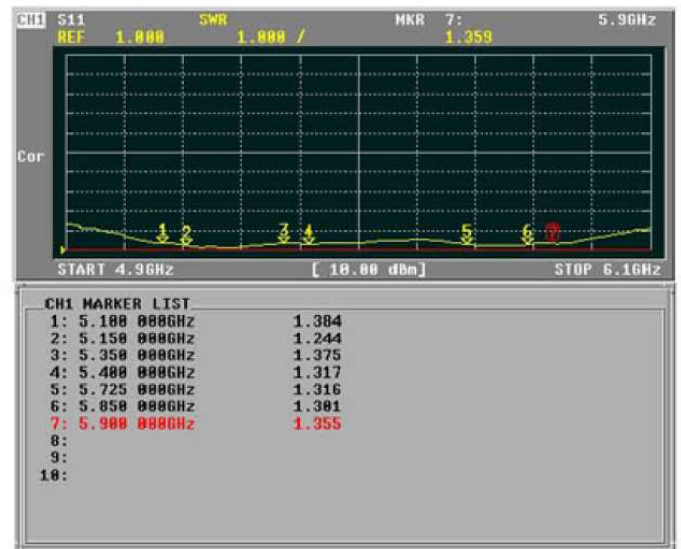 CH1 S11 SWR MKR 7: 5.9GHz
REF 1.000 1.000 / 1.359
1 2 3 4 5 6 7
Cor
START 4.9GHz [ 10.00 dBm] STOP 6.1GHz
CH1 MARKER LIST
1: 5.100 000GHz 1.384
2: 5.150 000GHz 1.244
3: 5.350 000GHz 1.375
4: 5.400 000GHz 1.317
5: 5.725 000GHz 1.316
6: 5.850 000GHz 1.301
7: 5.900 000GHz 1.355
8:
9:
10: